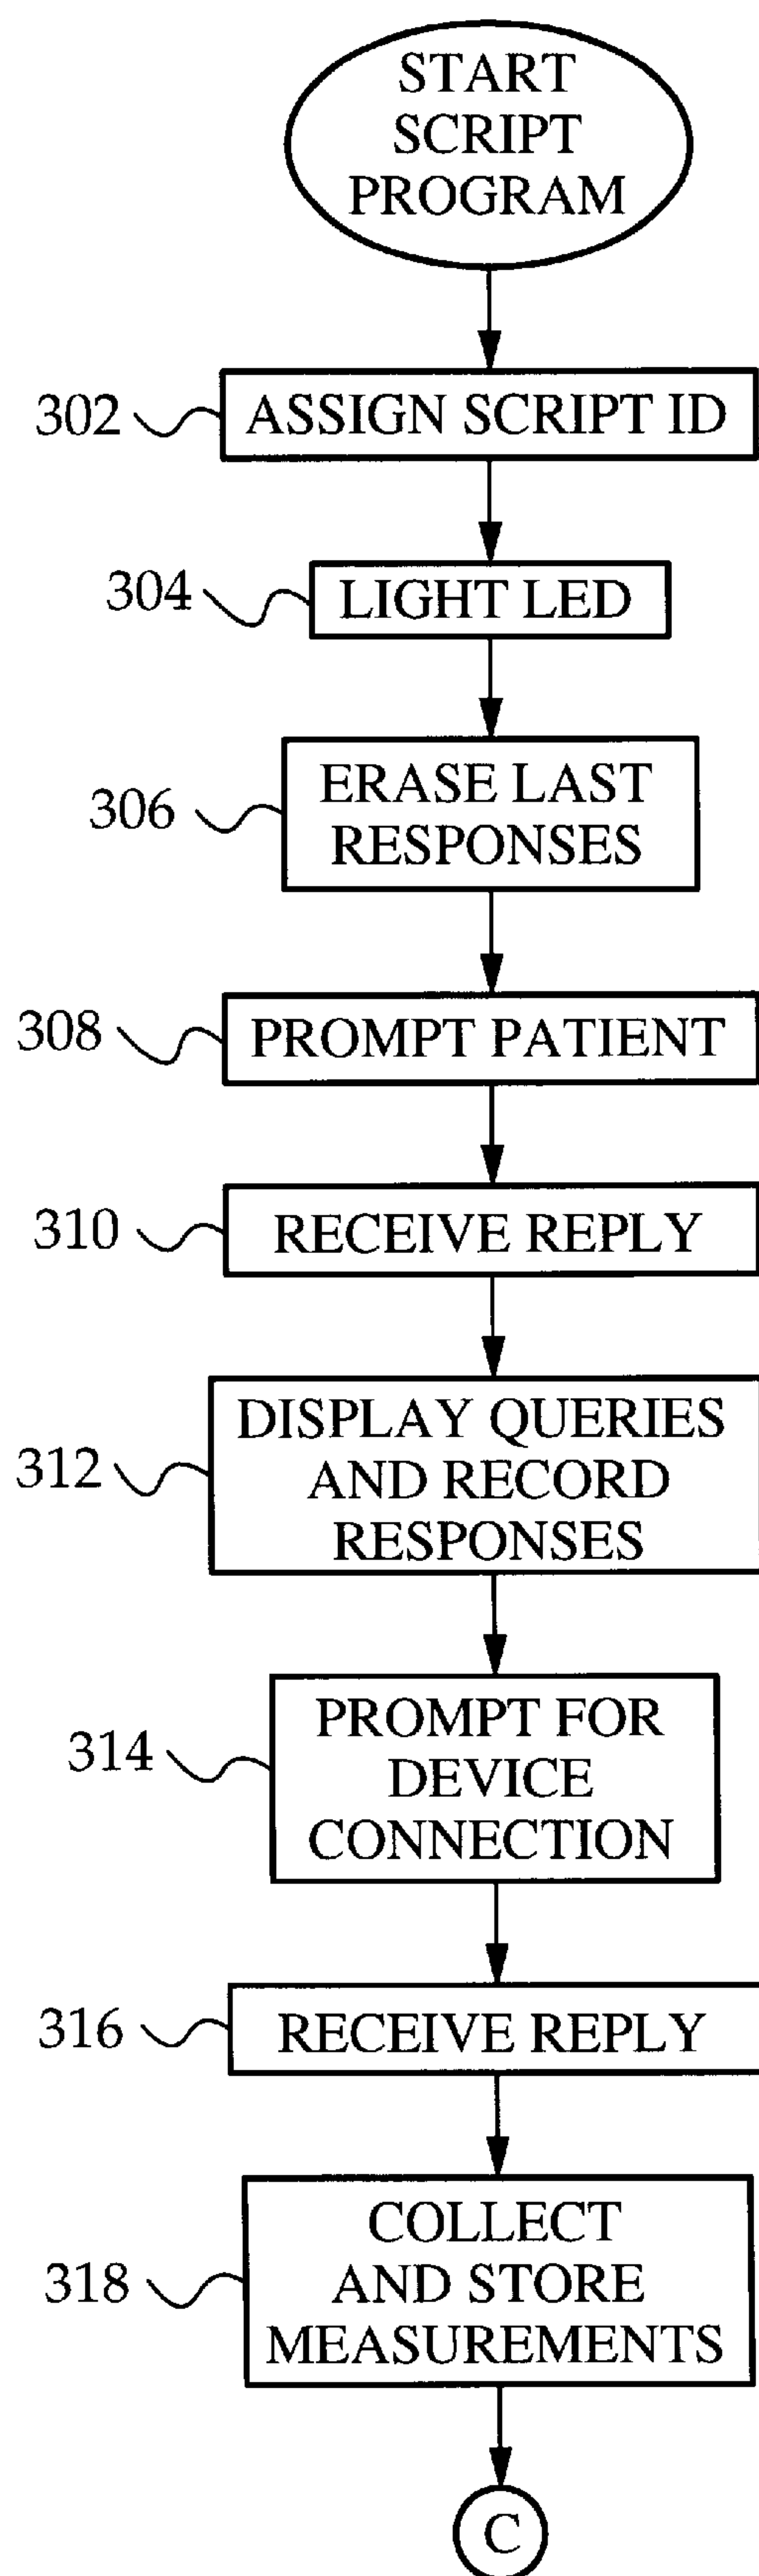 START
SCRIPT
PROGRAM
302
ASSIGN SCRIPT ID
304
LIGHT LED
306
ERASE LAST
RESPONSES
308
PROMPT PATIENT
310
RECEIVE REPLY
312
DISPLAY QUERIES
AND RECORD
RESPONSES
314
PROMPT FOR
DEVICE
CONNECTION
316
RECEIVE REPLY
318
COLLECT
AND STORE
MEASUREMENTS
C